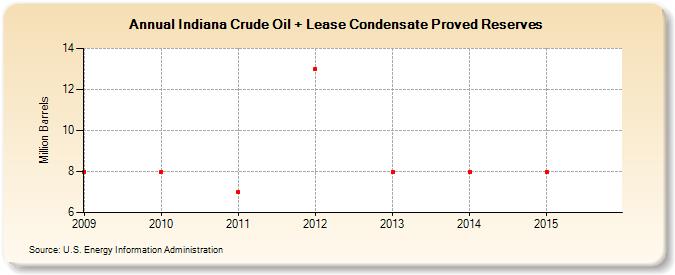 Annual Indiana Crude Oil + Lease Condensate Proved Reserves
Million Barrels
14
12
10
8
6
2009 2010 2011 2012 2013 2014 2015
Source: U.S. Energy Information Administration